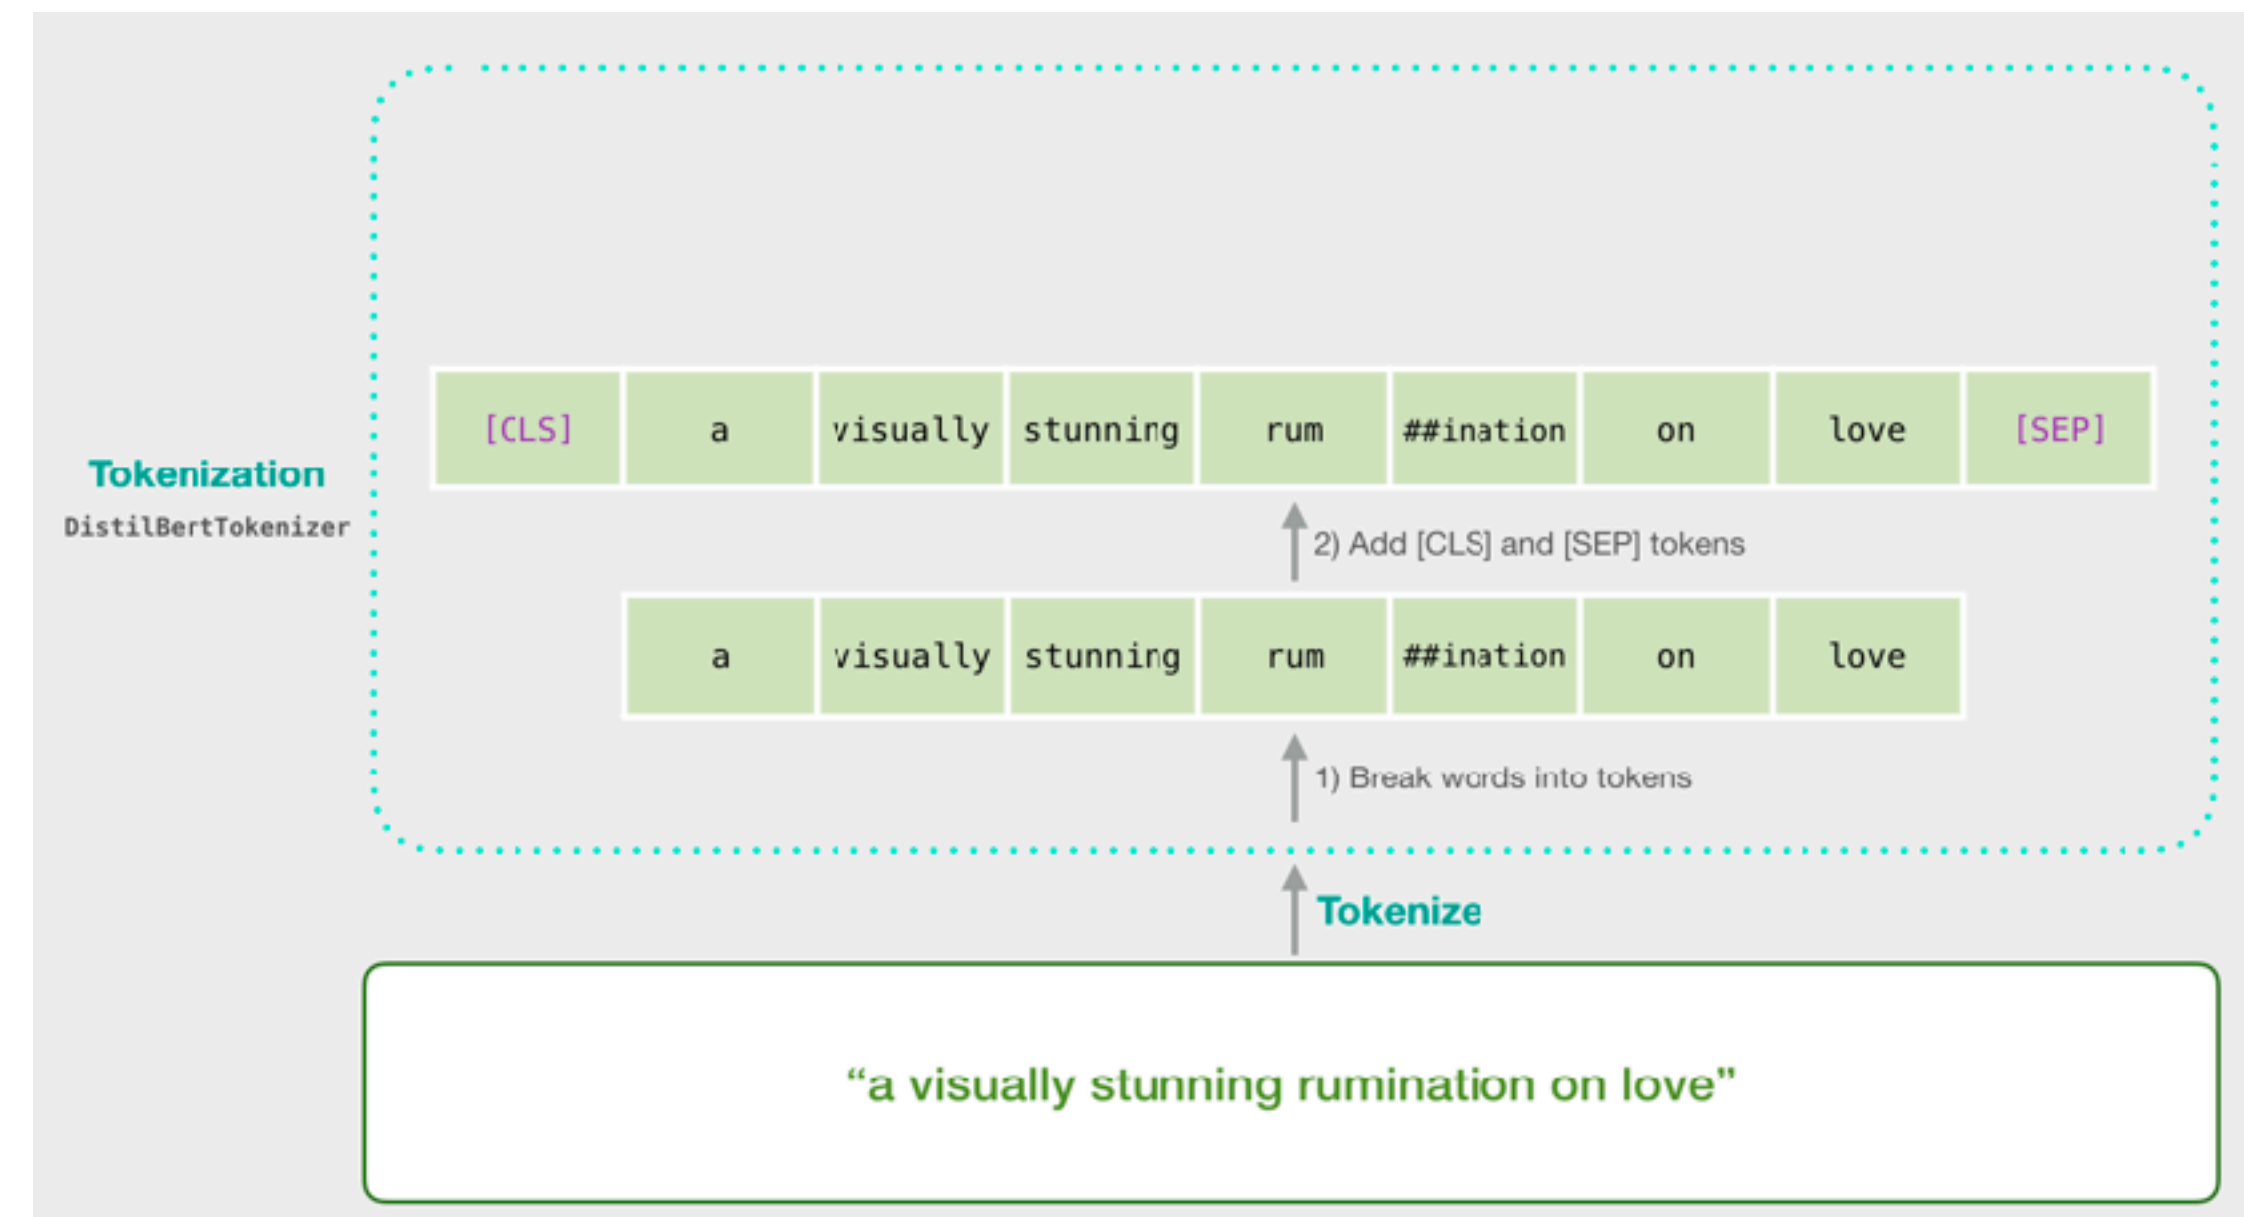 [CLS] a visually stunning rum ##ination on love [SEP]
Tokenization
DistilBertTokenizer
2) Add [CLS] and [SEP] tokens
a visually stunning rum ##ination on love
1) Break words into tokens
Tokenize
“a visually stunning rumination on love”